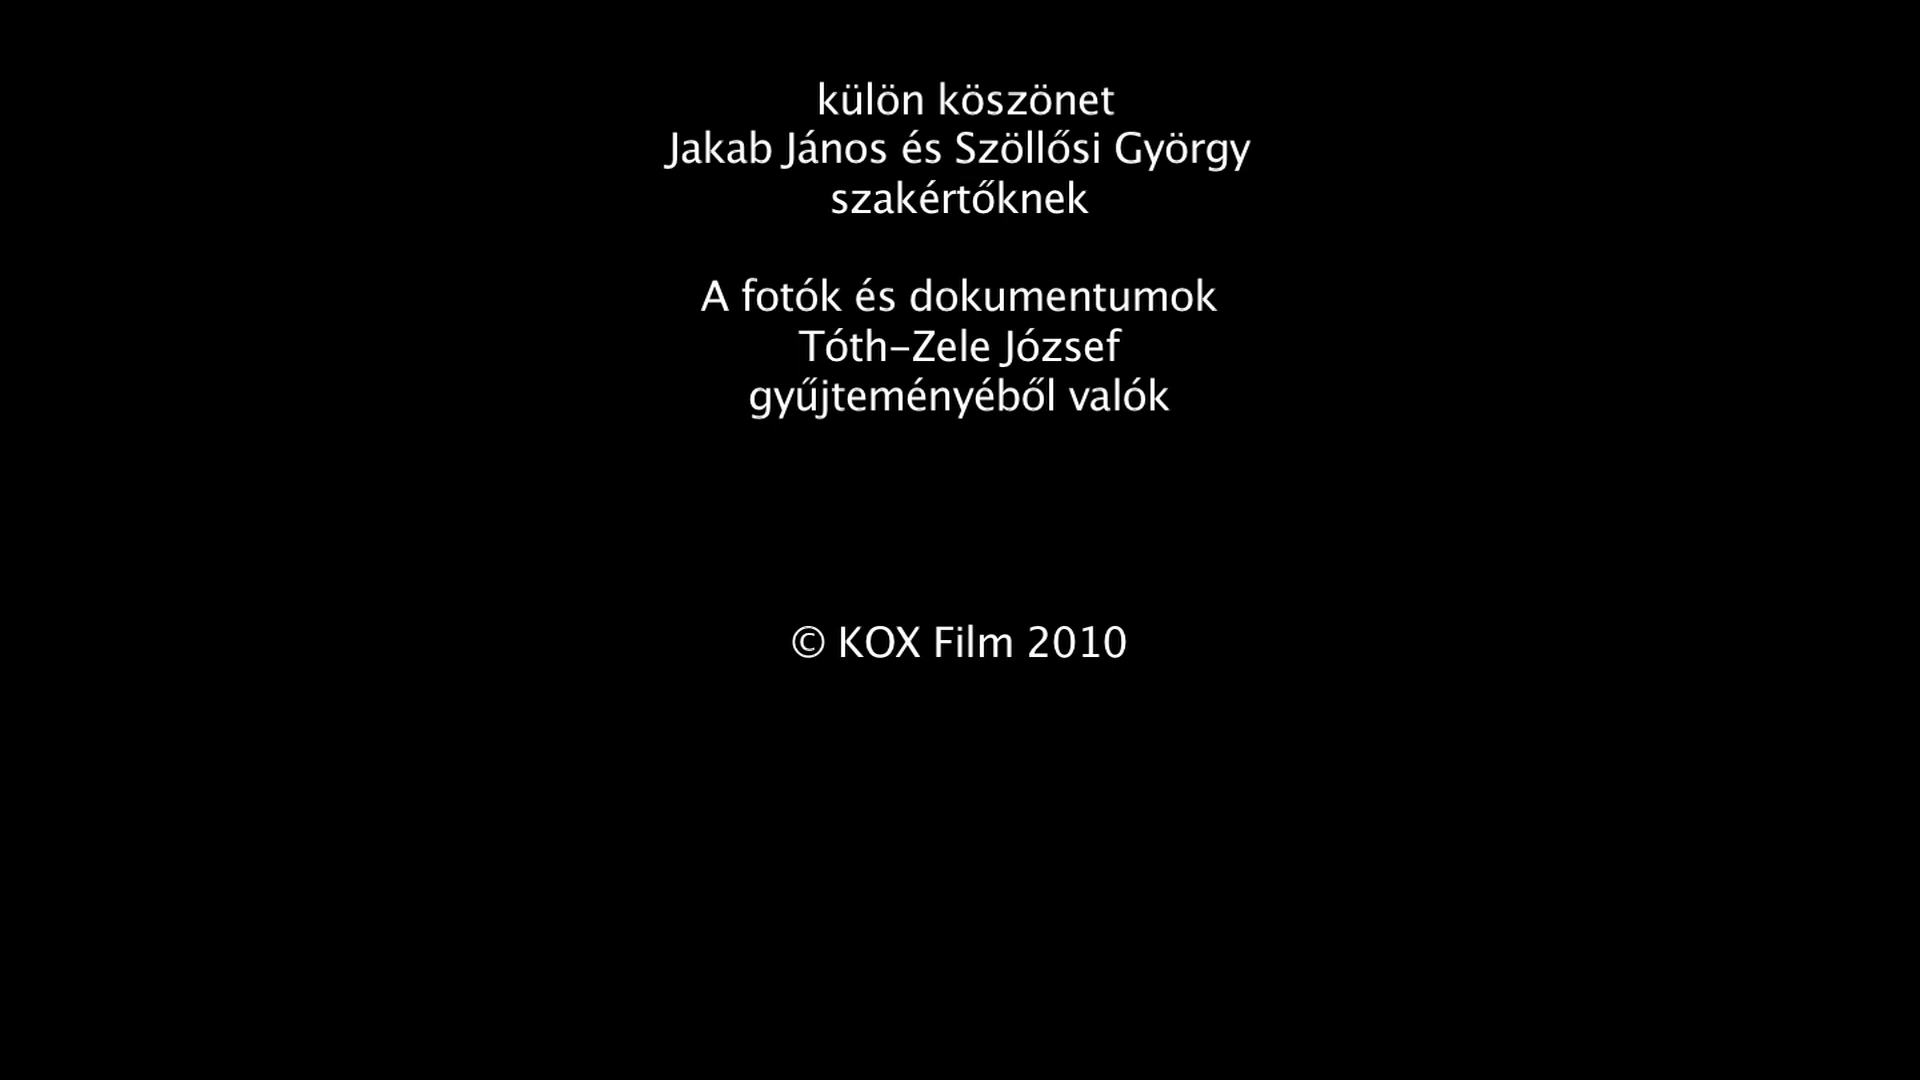 külön köszönet
Jakab János és Szöllősi György
szakértőknek
A fotók és dokumentumok
Tóth-Zele József
gyűjteményéből valók
© KOX Film 2010